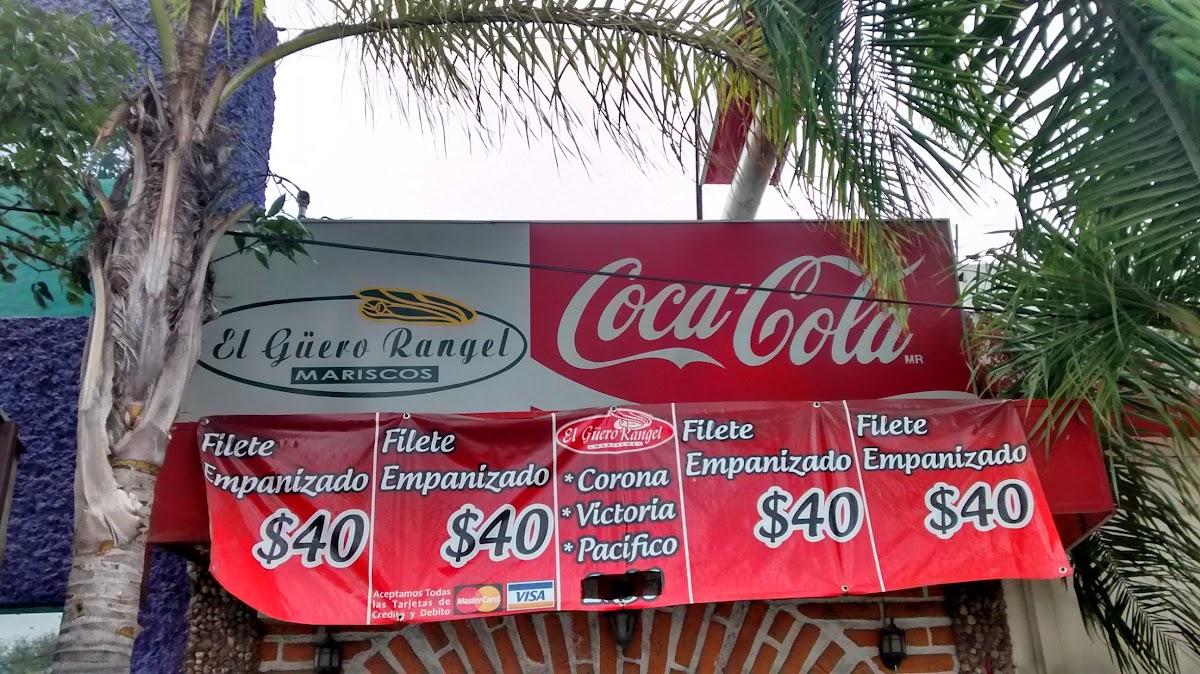 El Güero Rangel
MARISCOS
Coca-Cola
MR
Filete
Empanizado
$40
Filete
Empanizado
$40
Aceptamos Todas
las Tarjetas de
Credito y Debito
MasterCard
VISA
El Güero Rangel
MARISCOS
* Corona
* Victoria
* Pacifico
Filete
Empanizado
$40
Filete
Empanizado
$40